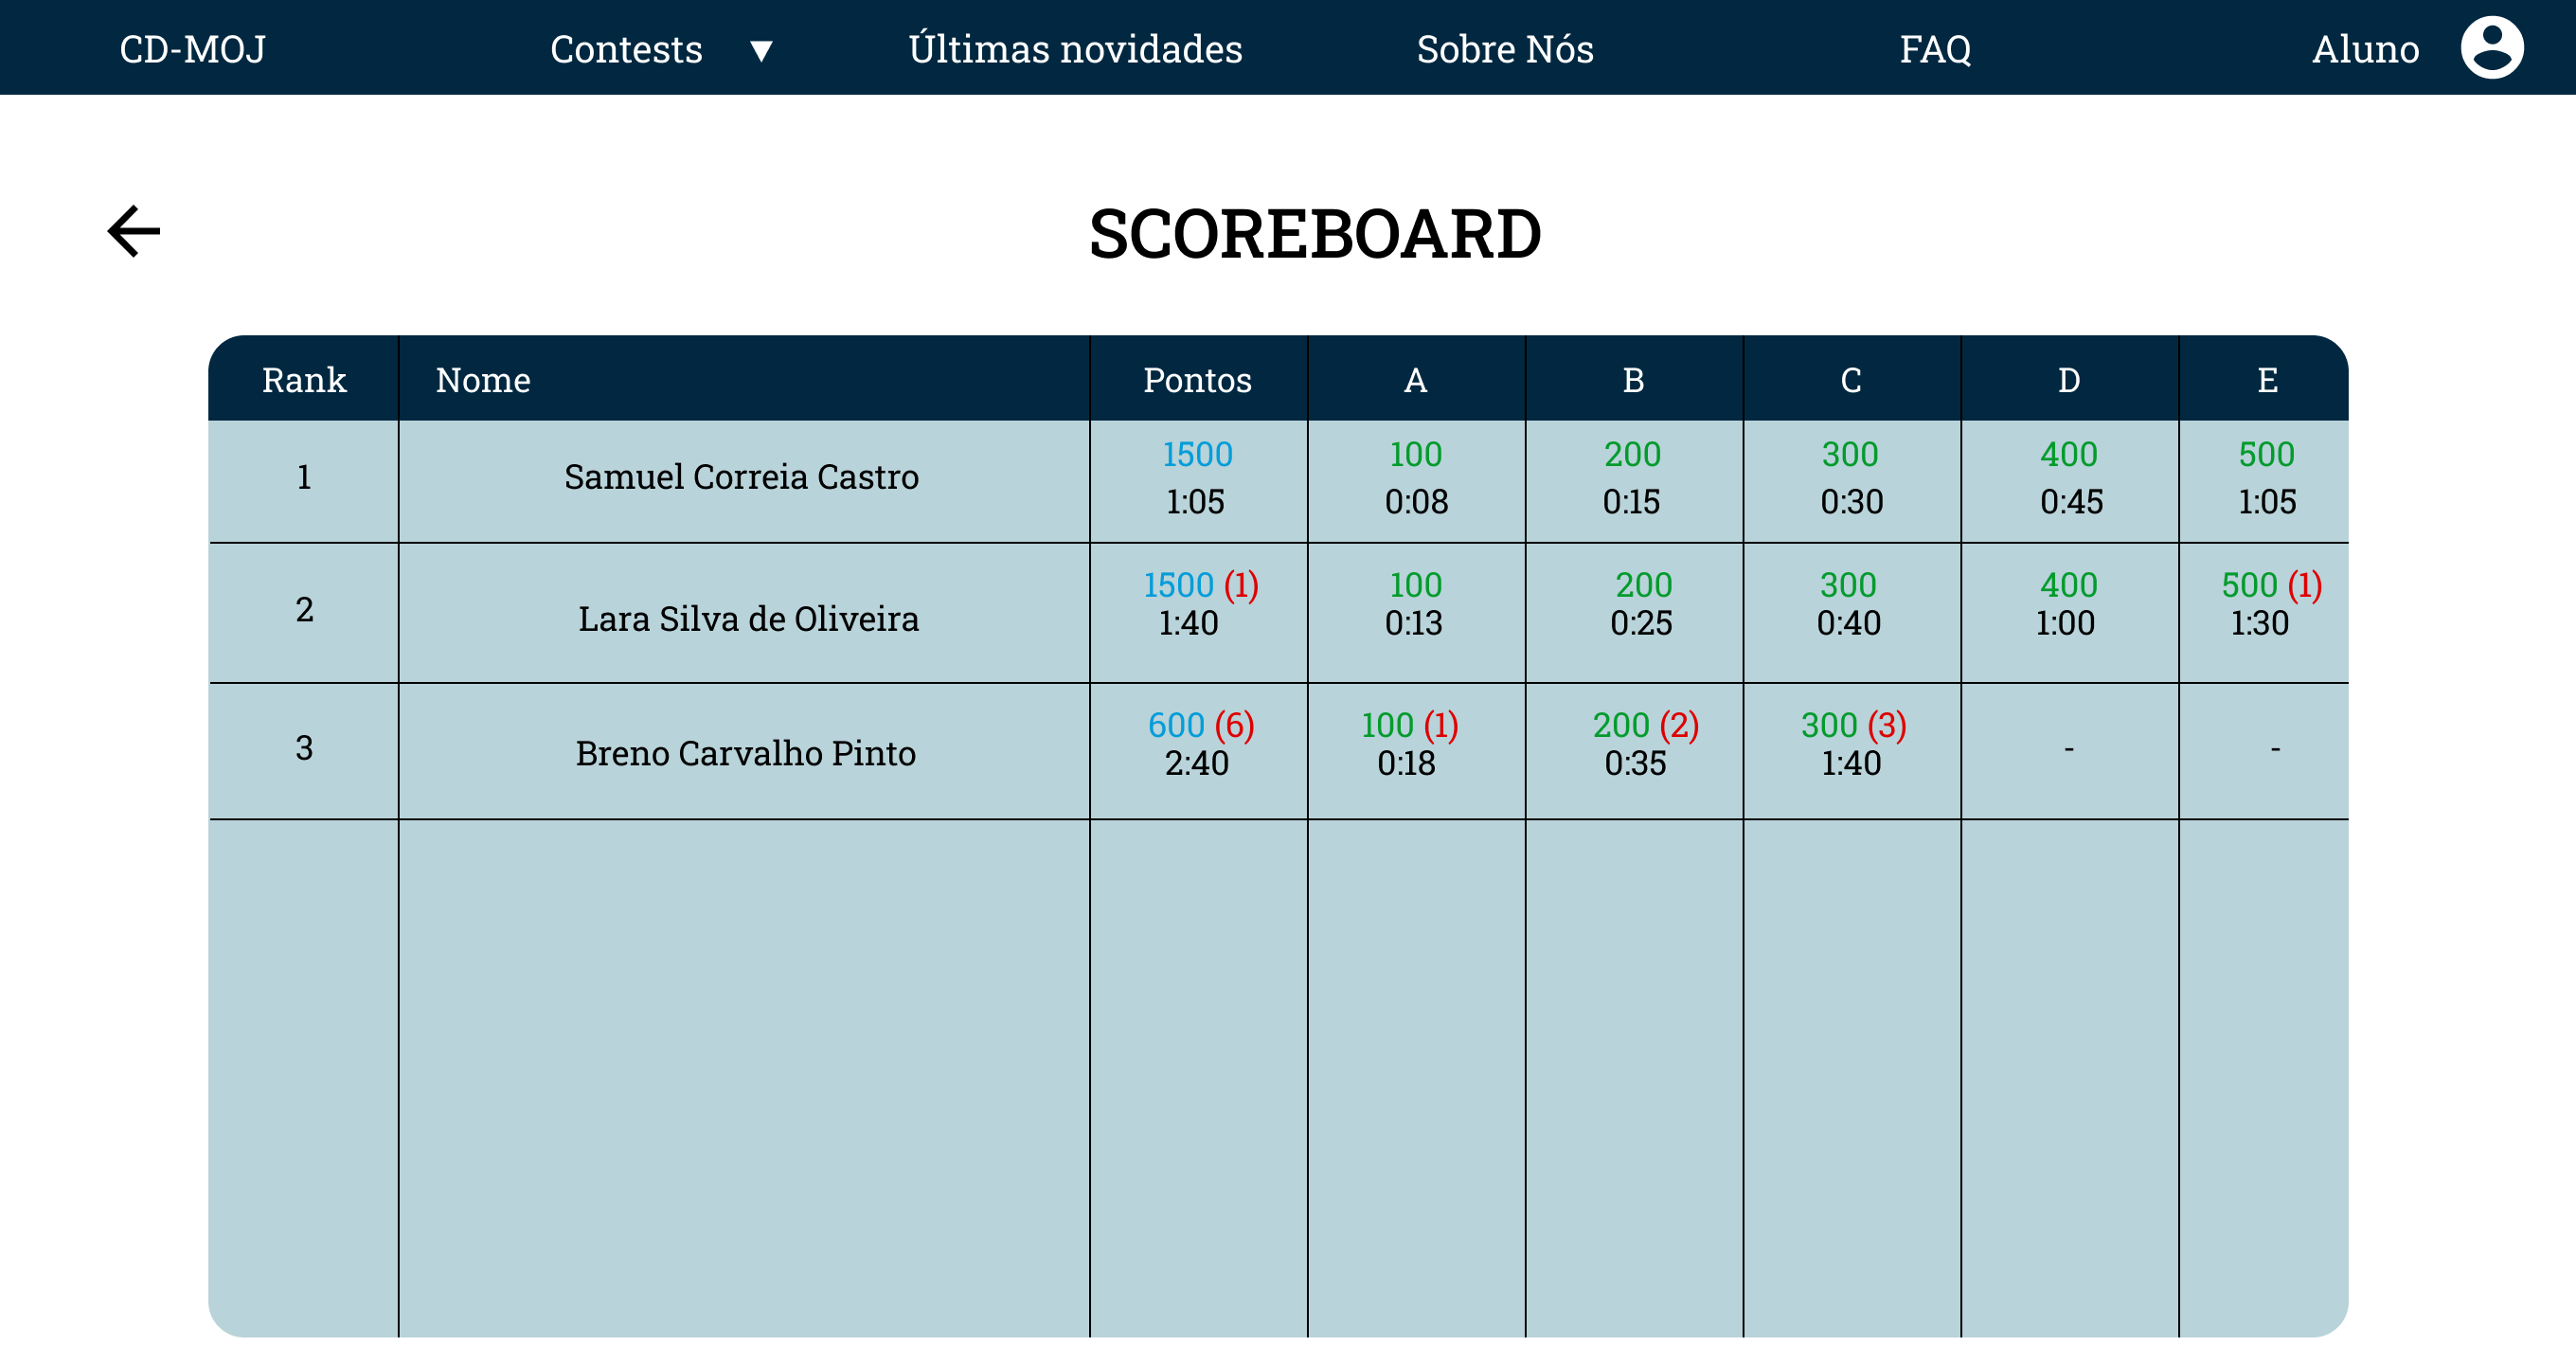 CD-MOJ Contests ▼ Últimas novidades Sobre Nós FAQ Aluno
SCOREBOARD
Rank Nome Pontos A B C D E
1 Samuel Correia Castro 1500 100 200 300 400 500
1:05 0:08 0:15 0:30 0:45 1:05
2 Lara Silva de Oliveira 1500 (1) 100 200 300 400 500 (1)
1:40 0:13 0:25 0:40 1:00 1:30
3 Breno Carvalho Pinto 600 (6) 100 (1) 200 (2) 300 (3) - -
2:40 0:18 0:35 1:40